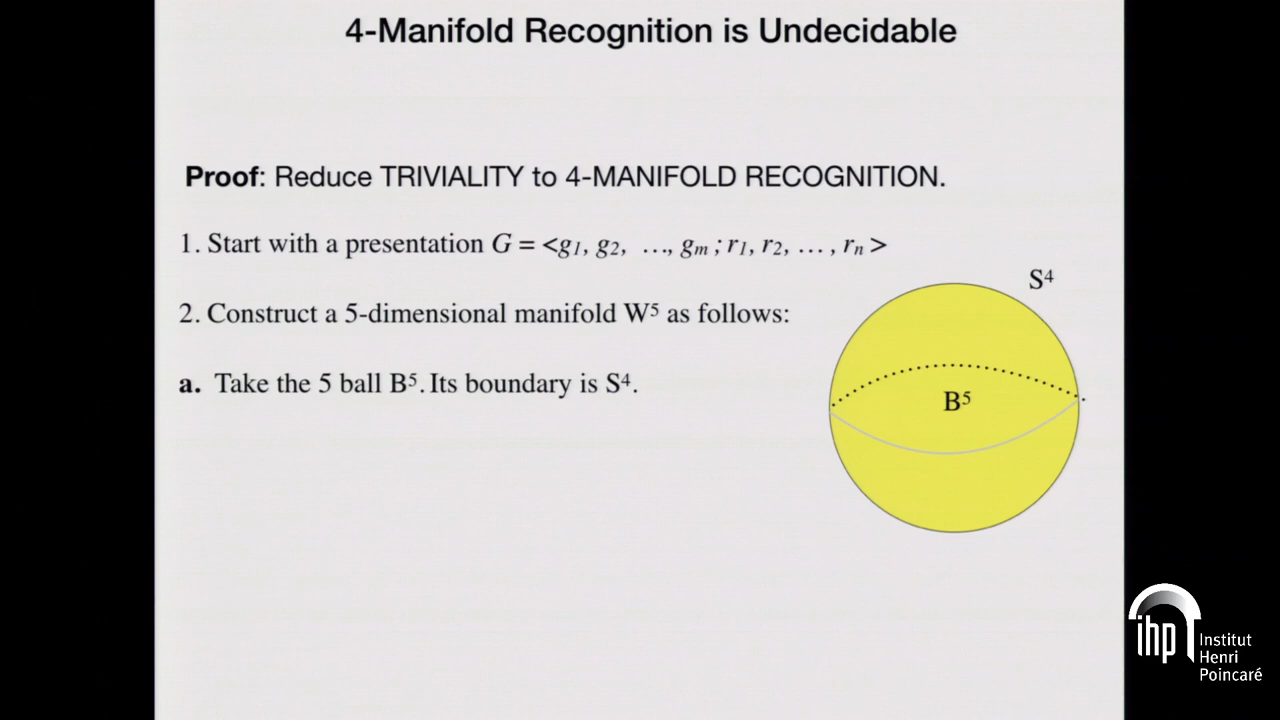 4-Manifold Recognition is Undecidable
Proof: Reduce TRIVIALITY to 4-MANIFOLD RECOGNITION.
1. Start with a presentation G = <g1, g2, …, gm ; r1, r2, … , rn >
2. Construct a 5-dimensional manifold W⁵ as follows:
a. Take the 5 ball B⁵. Its boundary is S⁴.
S⁴
B⁵
ihp
Institut
Henri
Poincaré